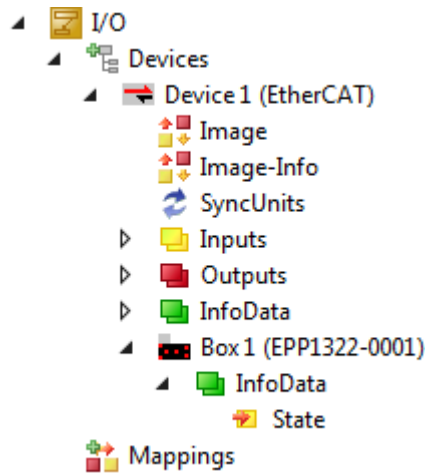 I/O
Devices
Device 1 (EtherCAT)
Image
Image-Info
SyncUnits
Inputs
Outputs
InfoData
Box 1 (EPP1322-0001)
InfoData
State
Mappings